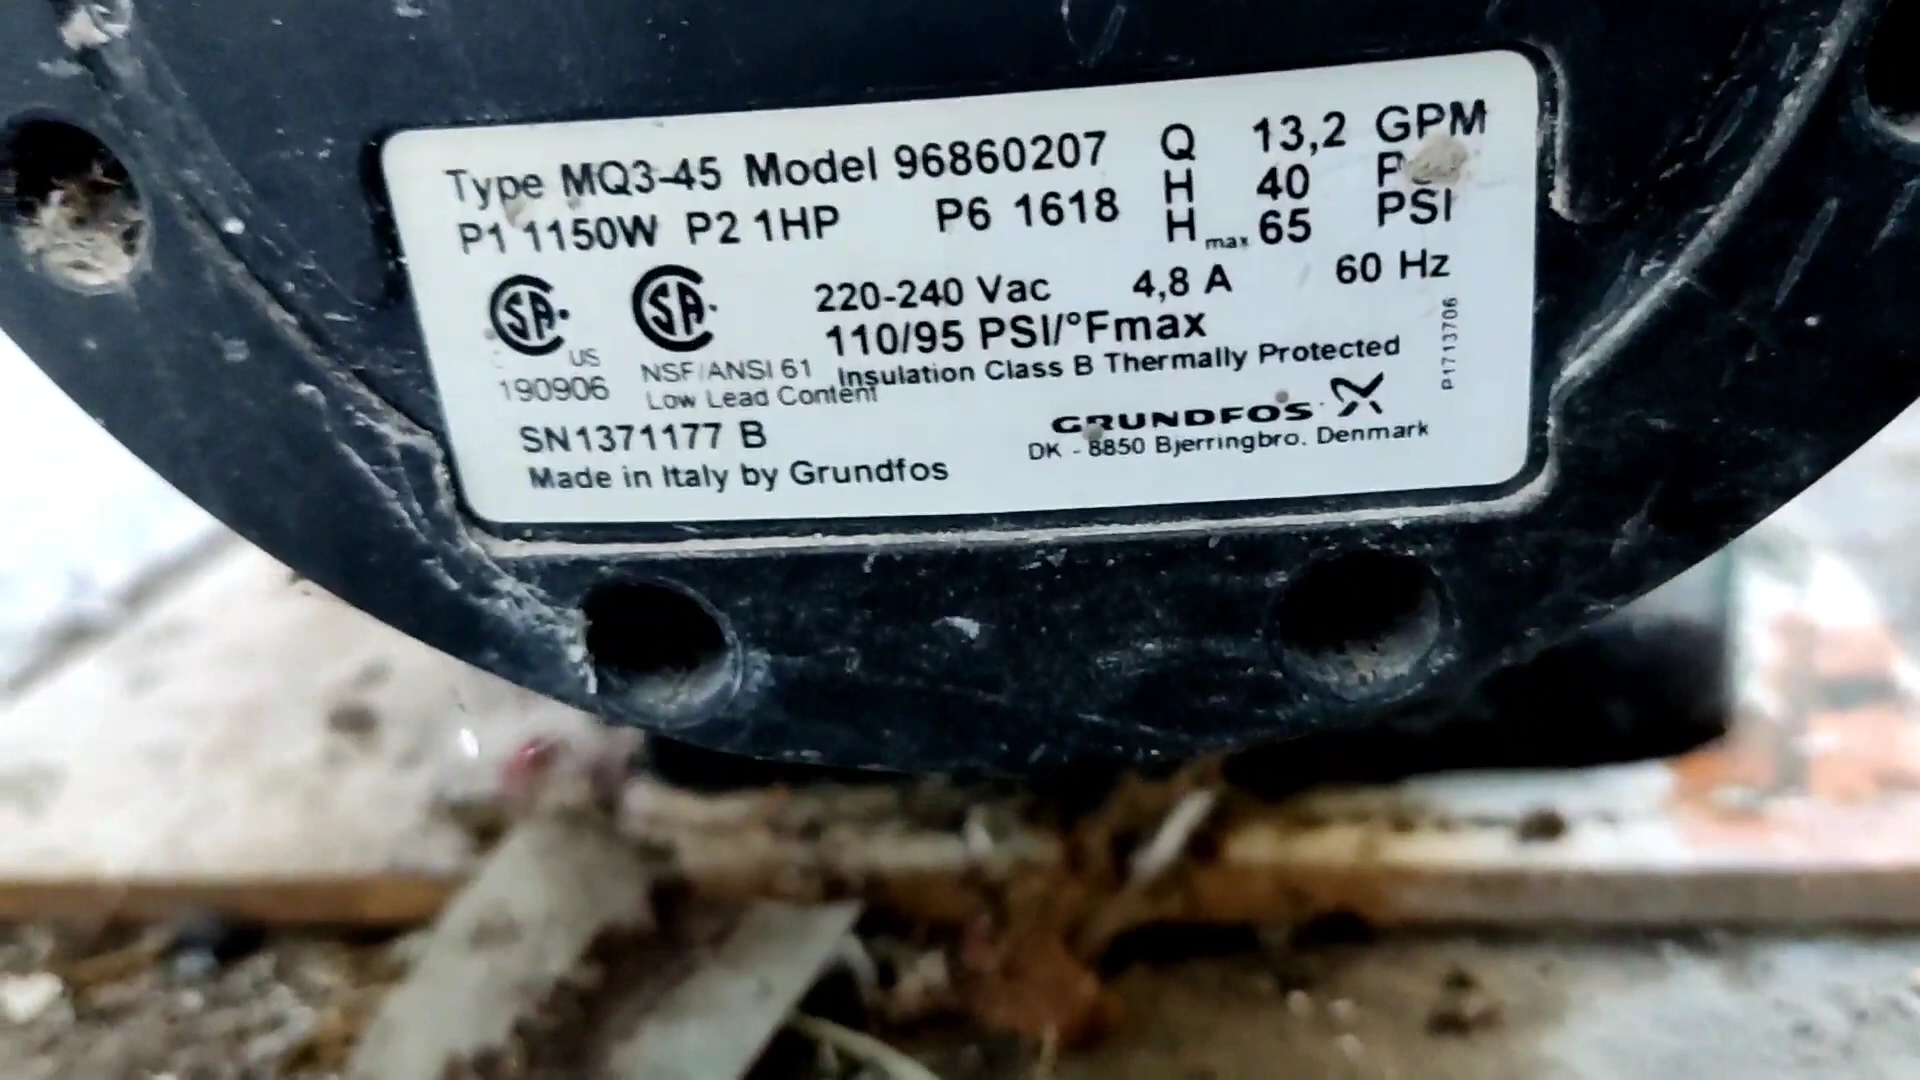 Type MQ3-45 Model 96860207 Q 13,2 GPM
P1 1150W P2 1HP P6 1618 H 40
H max 65 PSI
220-240 Vac 4,8 A 60 Hz
110/95 PSI/°Fmax
Insulation Class B Thermally Protected
SA
US
190906
SA
NSF/ANSI 61
Low Lead Content
SN1371177 B
Made in Italy by Grundfos
GRUNDFOS
DK - 8850 Bjerringbro. Denmark
P1713706